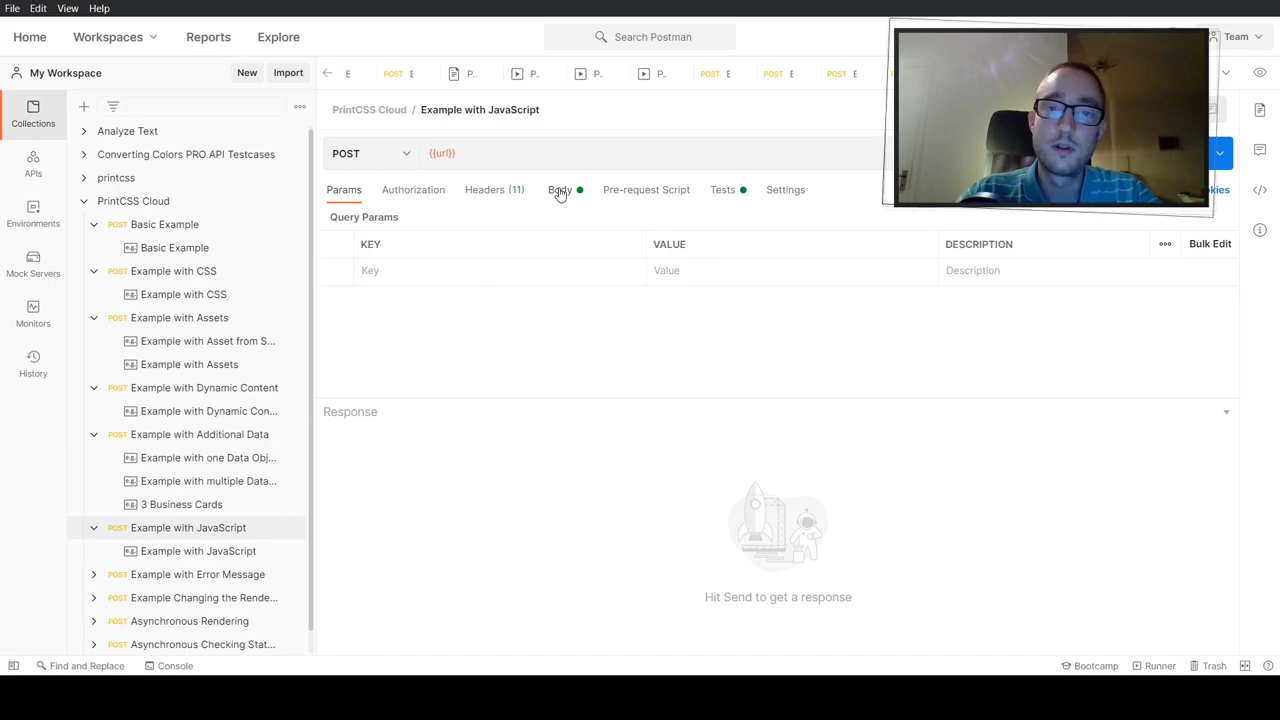 File Edit View Help
Home Workspaces Reports Explore Search Postman Team
My Workspace New Import E POST E P.. P.. P.. P.. POST E POST E POST E
Collections
APIs
Environments
Mock Servers
Monitors
History
Analyze Text
Converting Colors PRO API Testcases
printcss
PrintCSS Cloud
POST Basic Example
e.g. Basic Example
POST Example with CSS
e.g. Example with CSS
POST Example with Assets
e.g. Example with Asset from S...
e.g. Example with Assets
POST Example with Dynamic Content
e.g. Example with Dynamic Con...
POST Example with Additional Data
e.g. Example with one Data Obj...
e.g. Example with multiple Data...
e.g. 3 Business Cards
POST Example with JavaScript
e.g. Example with JavaScript
POST Example with Error Message
POST Example Changing the Rende...
POST Asynchronous Rendering
POST Asynchronous Checking Stat...
PrintCSS Cloud / Example with JavaScript
POST {{url}}
Params Authorization Headers (11) Body Pre-request Script Tests Settings kies
Query Params
KEY VALUE DESCRIPTION Bulk Edit
Key Value Description
Response
Hit Send to get a response
Find and Replace Console Bootcamp Runner Trash